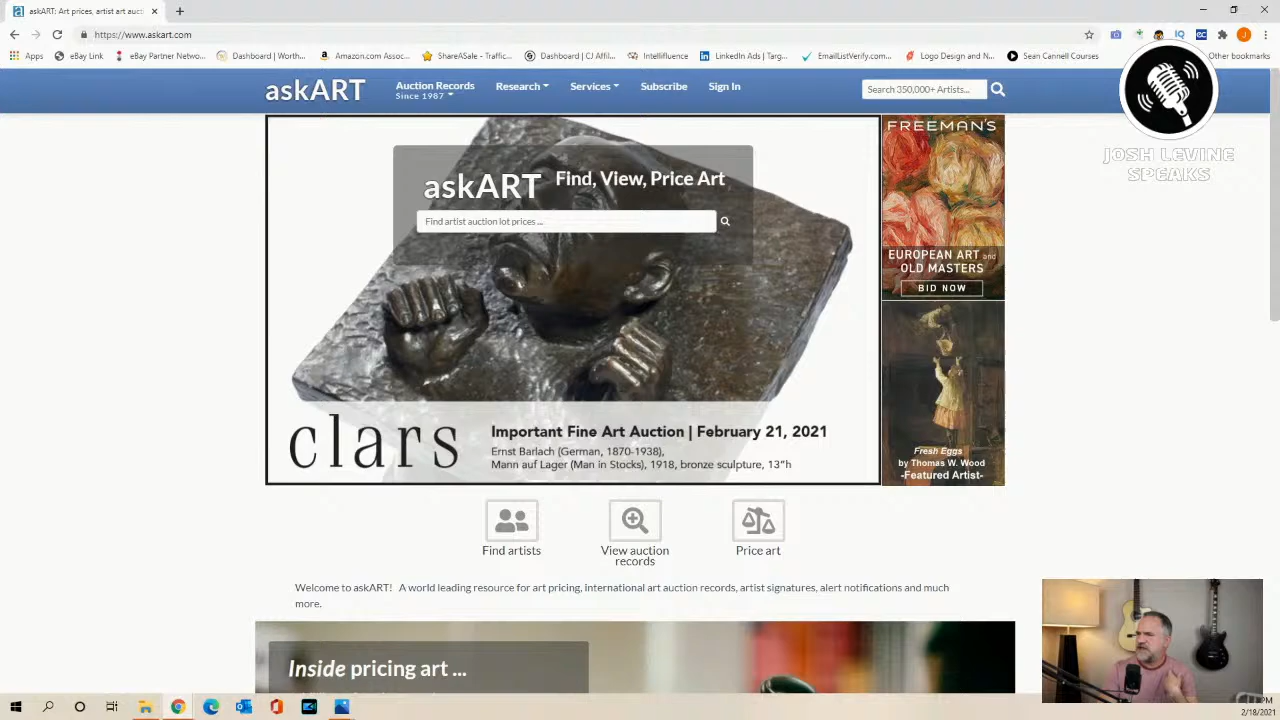 askART: Art prices, art auctions
https://www.askart.com
Apps
eBay Link
eBay Partner Netwo...
Dashboard | Worth...
Amazon.com Assoc...
ShareASale - Traffic...
Dashboard | CJ Affil...
Intellifluence
LinkedIn Ads | Targ...
EmailListVerify.com...
Logo Design and N...
Sean Cannell Courses
Other bookmarks
askART
Auction Records
Since 1987
Research
Services
Subscribe
Sign In
Search 350,000+ Artists...
JOSH LEVINE
SPEAKS
askART Find, View, Price Art
Find artist auction lot prices ...
FREEMAN'S
EUROPEAN ART and
OLD MASTERS
BID NOW
clars
Important Fine Art Auction | February 21, 2021
Ernst Barlach (German, 1870-1938),
Mann auf Lager (Man in Stocks), 1918, bronze sculpture, 13"h
Fresh Eggs
by Thomas W. Wood
-Featured Artist-
Find artists
View auction
records
Price art
Welcome to askART! A world leading resource for art pricing, international art auction records, artist signatures, alert notifications and much
more.
Inside pricing art ...
2/18/2021